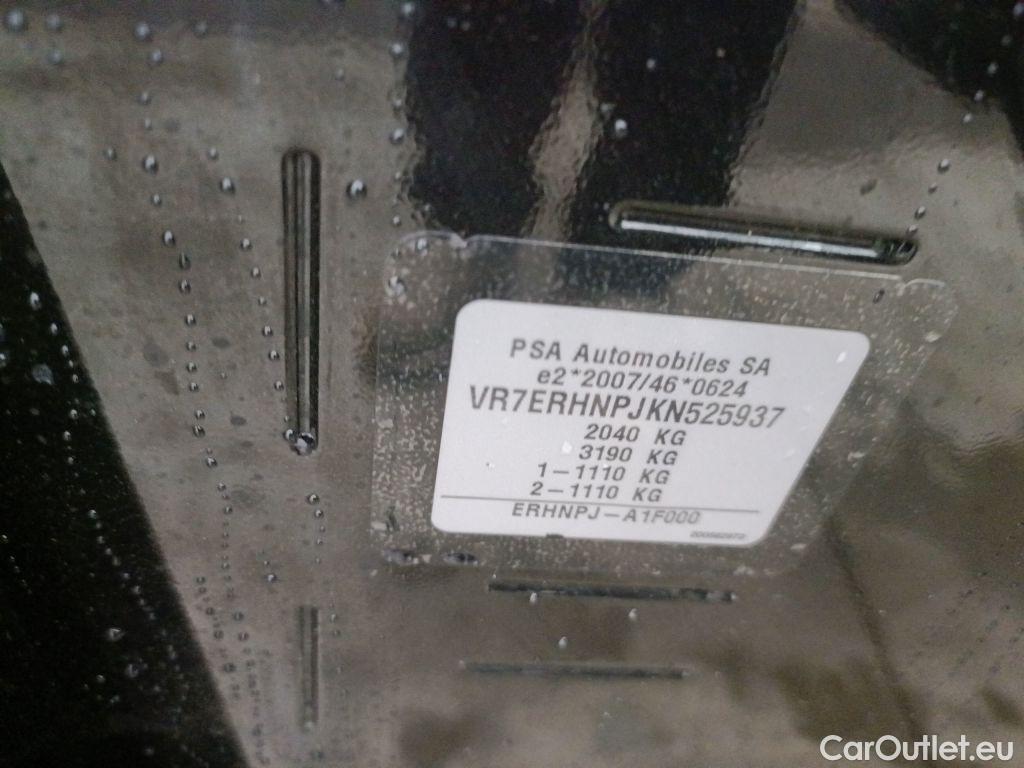 PSA Automobiles SA
e2*2007/46*0624
VR7ERHNPJKN525937
2040 KG
3190 KG
1-1110 KG
2-1110 KG
ERHNPJ-A1F000
CarOutlet.eu